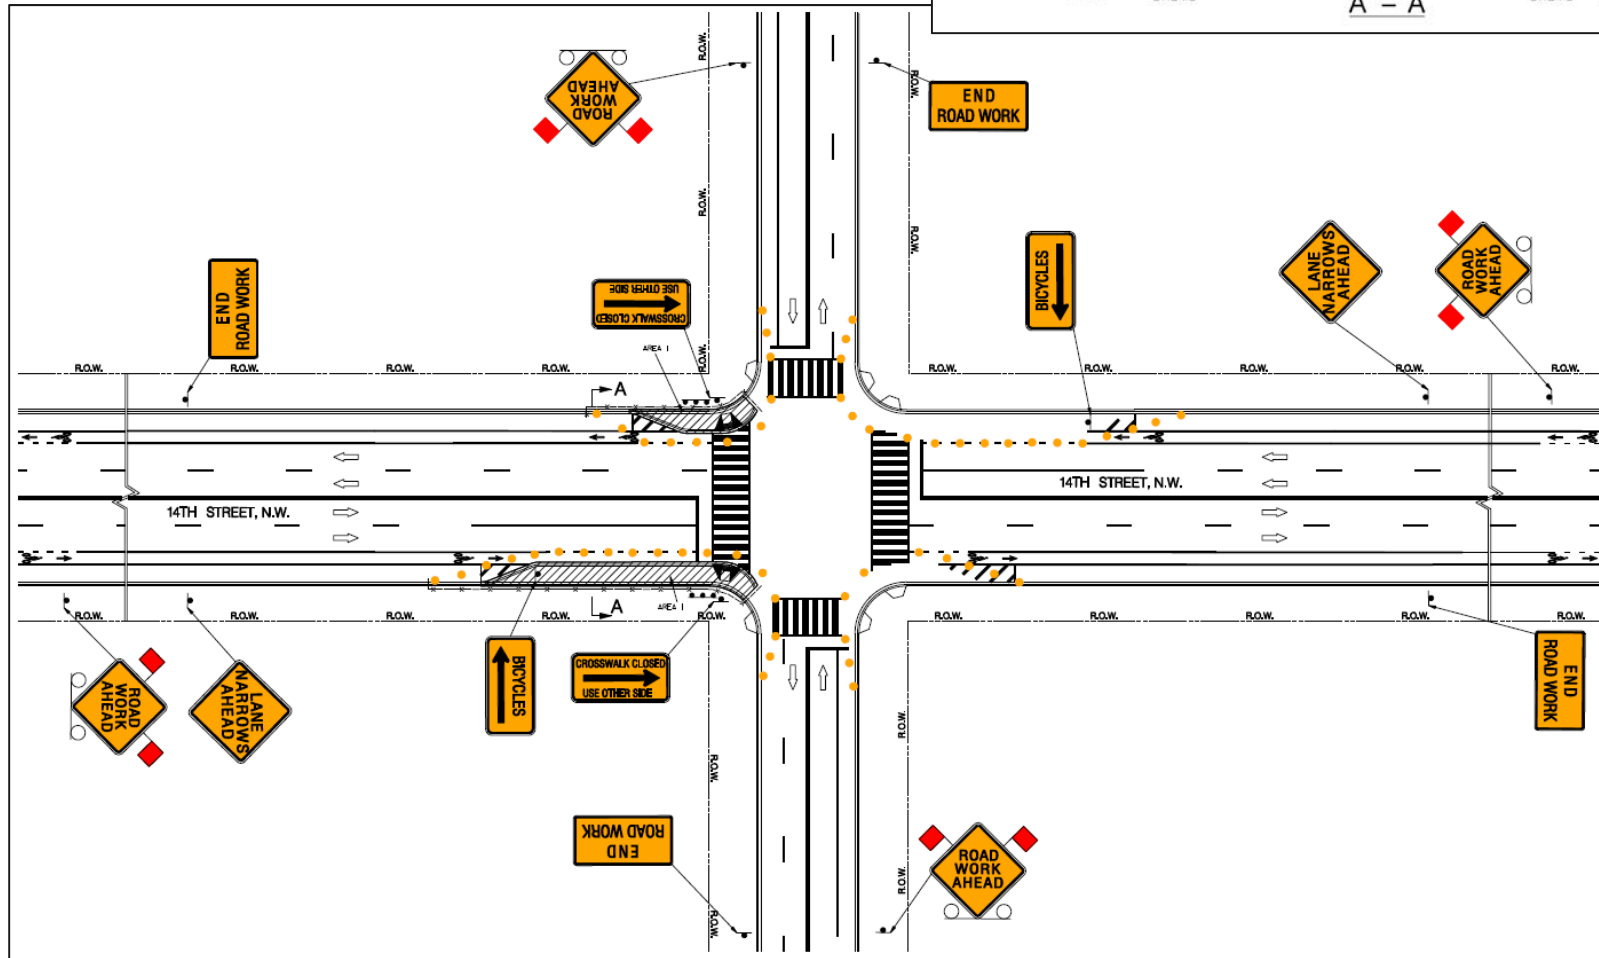 A - A
R.O.W.
R.O.W.
ROAD
WORK
AHEAD
END
ROAD WORK
R.O.W.
R.O.W.
BICYCLES
LANE
NARROWS
AHEAD
ROAD
WORK
AHEAD
END
ROAD WORK
CROSSWALK CLOSED
USE OTHER SIDE
AREA 1
R.O.W.
R.O.W.
R.O.W.
R.O.W.
R.O.W.
R.O.W.
R.O.W.
R.O.W.
R.O.W.
R.O.W.
A
14TH STREET, N.W.
14TH STREET, N.W.
A
AREA 1
R.O.W.
R.O.W.
R.O.W.
R.O.W.
R.O.W.
R.O.W.
R.O.W.
R.O.W.
R.O.W.
R.O.W.
ROAD
WORK
AHEAD
LANE
NARROWS
AHEAD
BICYCLES
CROSSWALK CLOSED
USE OTHER SIDE
END
ROAD WORK
R.O.W.
R.O.W.
END
ROAD WORK
ROAD
WORK
AHEAD
R.O.W.
R.O.W.